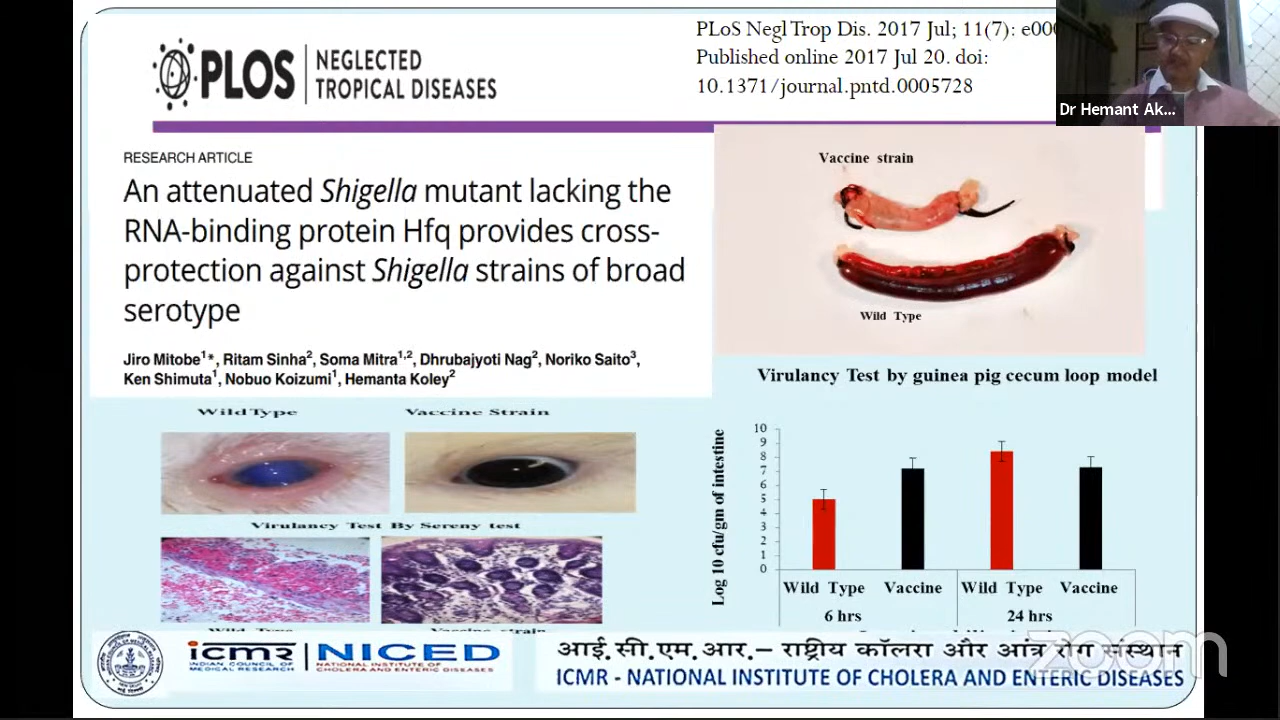 PLOS | NEGLECTED
TROPICAL DISEASES
PLoS Negl Trop Dis. 2017 Jul; 11(7): e000
Published online 2017 Jul 20. doi:
10.1371/journal.pntd.0005728
Dr Hemant Ak...
RESEARCH ARTICLE
An attenuated Shigella mutant lacking the
RNA-binding protein Hfq provides cross-
protection against Shigella strains of broad
serotype
Jiro Mitobe1*, Ritam Sinha2, Soma Mitra1,2, Dhrubajyoti Nag2, Noriko Saito3,
Ken Shimuta1, Nobuo Koizumi1, Hemanta Koley2
Vaccine strain
Wild Type
Virulancy Test by guinea pig cecum loop model
Wild Type Vaccine Strain
Virulancy Test By Sereny test
Wild Type Vaccine strain
Log 10 cfu/gm of intestine
10
9
8
7
6
5
4
3
2
1
0
Wild Type Vaccine Wild Type Vaccine
6 hrs 24 hrs
icmr
INDIAN COUNCIL OF
MEDICAL RESEARCH
NICED
NATIONAL INSTITUTE OF
CHOLERA AND ENTERIC DISEASES
आई.सी.एम.आर.– राष्ट्रीय कॉलरा और आंत्र रोग संस्थान
ICMR - NATIONAL INSTITUTE OF CHOLERA AND ENTERIC DISEASES
zoom